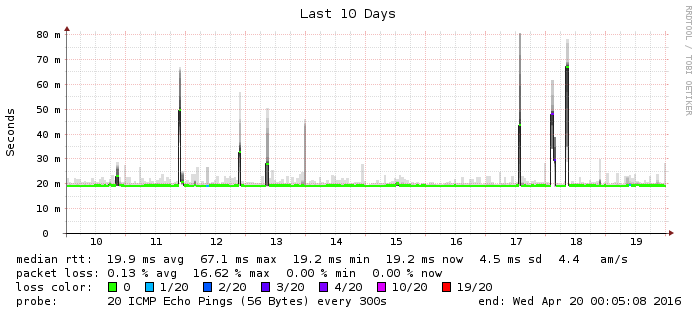 Last 10 Days
RRDTOOL / TOBI OETIKER
Seconds
80 m
70 m
60 m
50 m
40 m
30 m
20 m
10 m
0
10 11 12 13 14 15 16 17 18 19
median rtt: 19.9 ms avg 67.1 ms max 19.2 ms min 19.2 ms now 4.5 ms sd 4.4 am/s
packet loss: 0.13 % avg 16.62 % max 0.00 % min 0.00 % now
loss color: 0 1/20 2/20 3/20 4/20 10/20 19/20
probe: 20 ICMP Echo Pings (56 Bytes) every 300s end: Wed Apr 20 00:05:08 2016